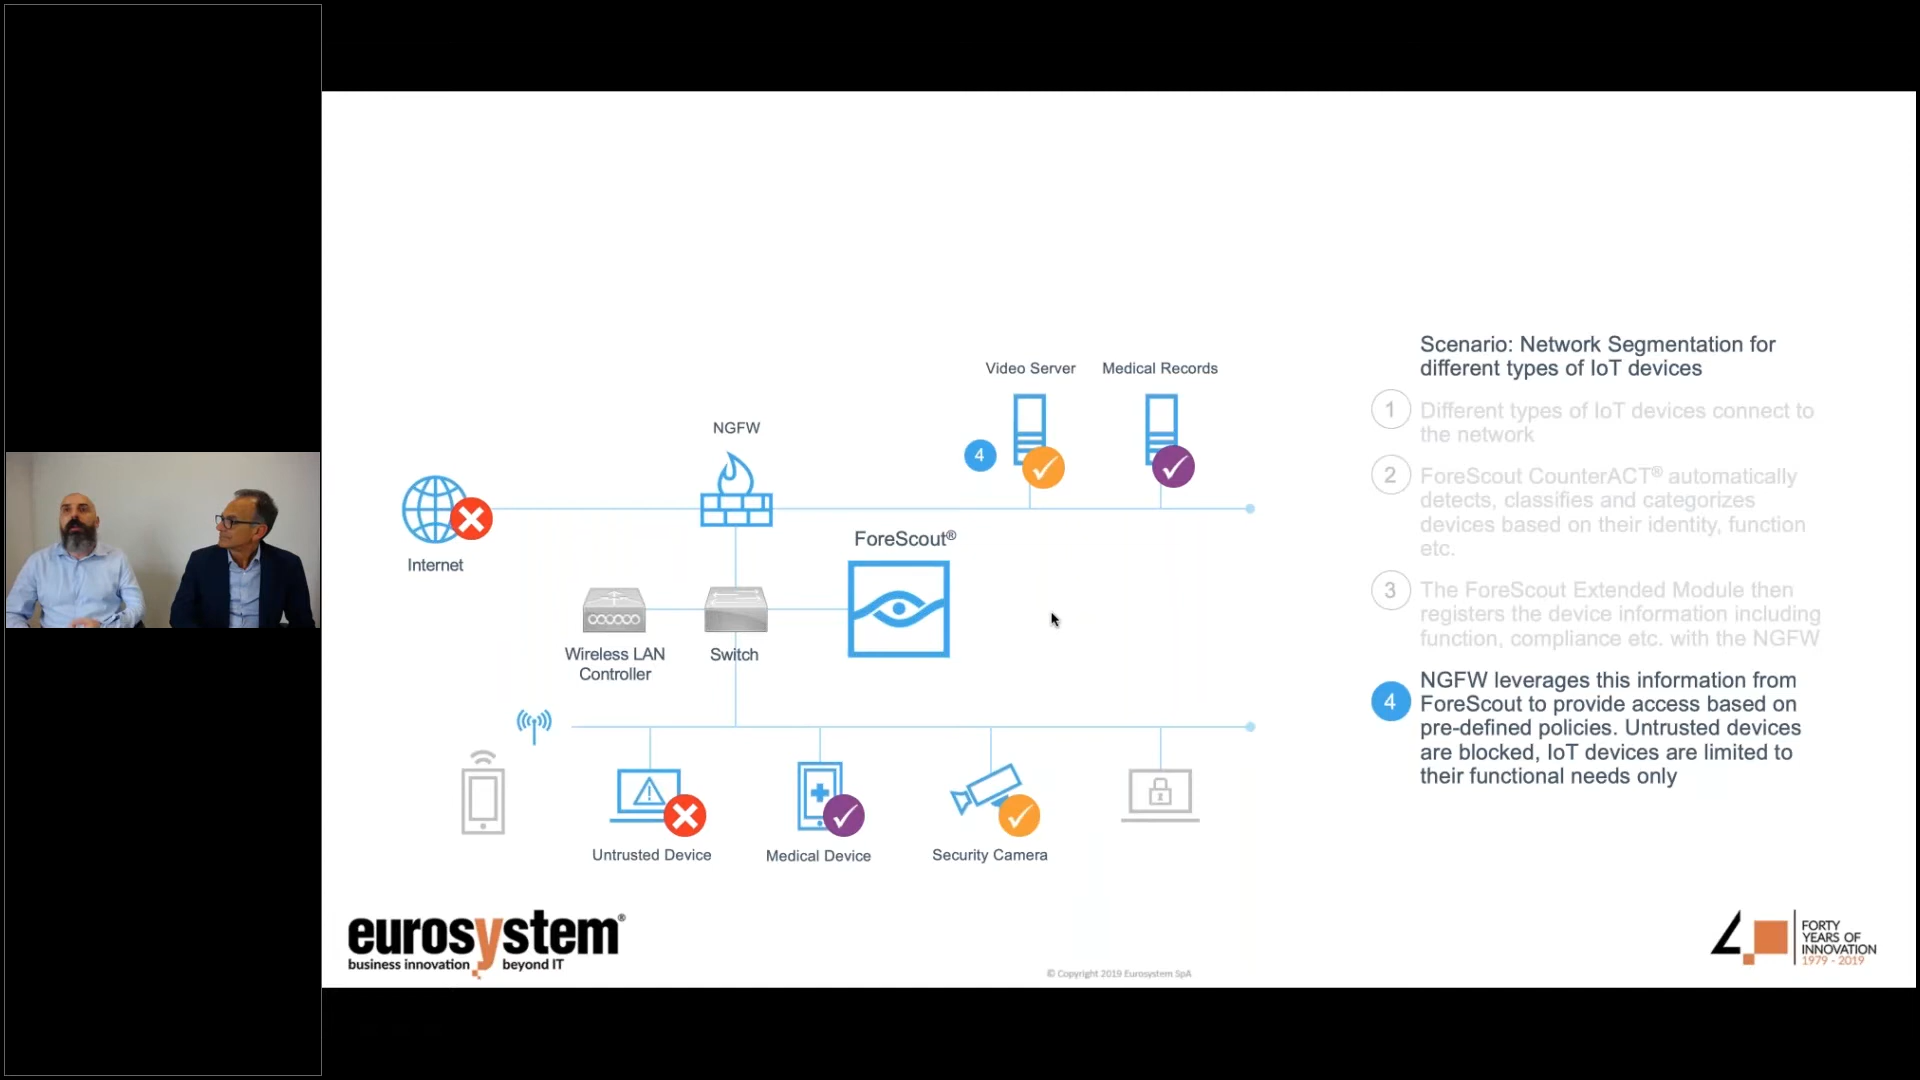 Video Server
Medical Records
NGFW
4
Internet
ForeScout®
Wireless LAN
Controller
Switch
Untrusted Device
Medical Device
Security Camera
Scenario: Network Segmentation for
different types of IoT devices
1
Different types of IoT devices connect to
the network
2
ForeScout CounterACT® automatically
detects, classifies and categorizes
devices based on their identity, function
etc.
3
The ForeScout Extended Module then
registers the device information including
function, compliance etc. with the NGFW
4
NGFW leverages this information from
ForeScout to provide access based on
pre-defined policies. Untrusted devices
are blocked, IoT devices are limited to
their functional needs only
eurosystem®
business innovation beyond IT
© Copyright 2019 Eurosystem SpA
4
FORTY
YEARS OF
INNOVATION
1979 - 2019